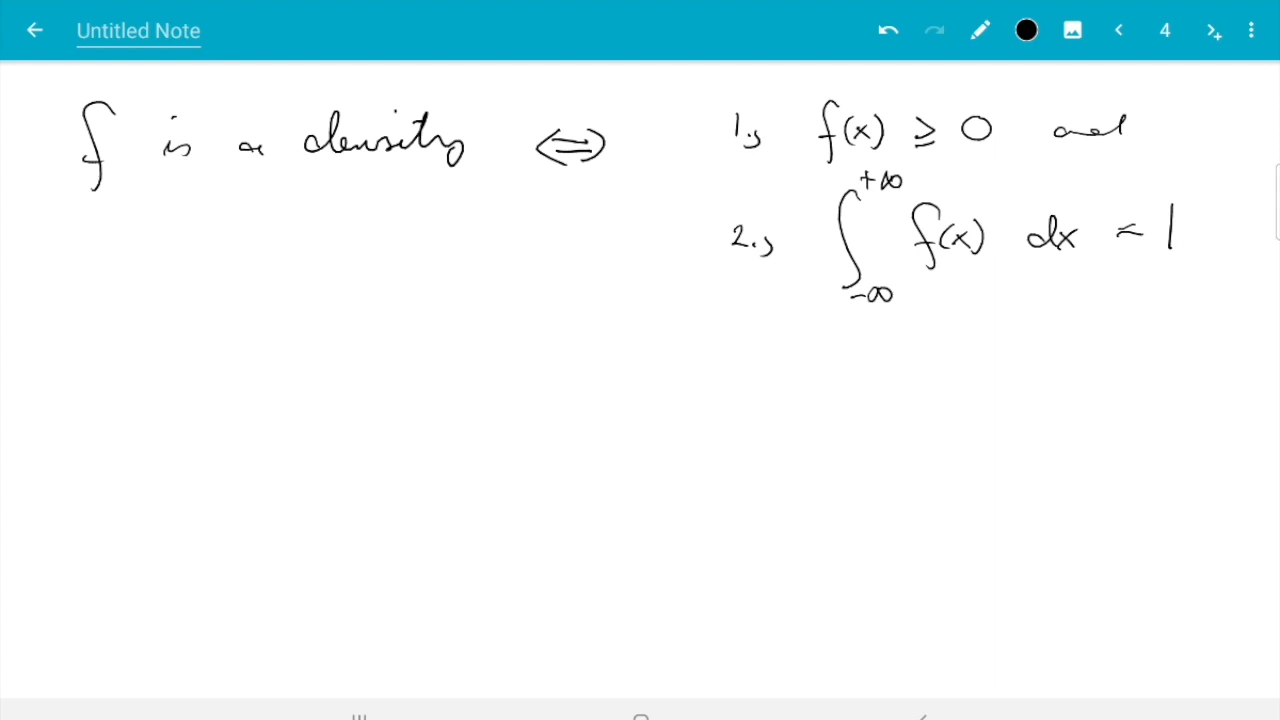 Untitled Note
4
f is a density ⇔ 1., f(x) ≥ 0 and
2., ∫_{-∞}^{+∞} f(x) dx = 1